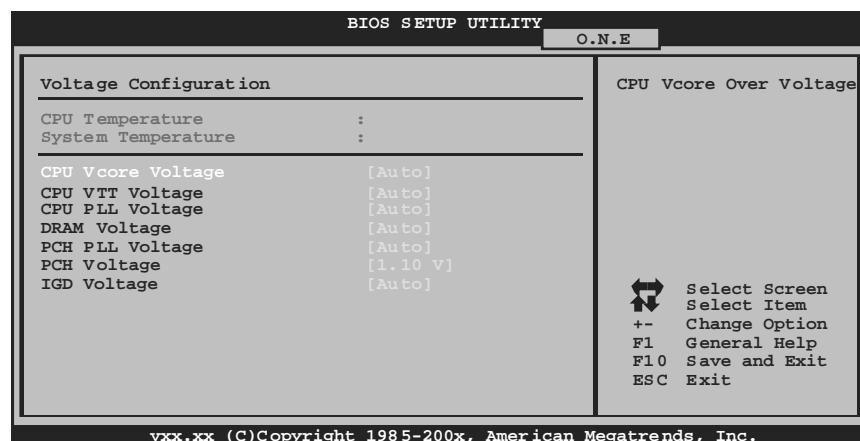 BIOS SETUP UTILITY
O.N.E
Voltage Configuration
CPU Vcore Over Voltage
CPU Temperature :
System Temperature :
CPU Vcore Voltage [Auto]
CPU VTT Voltage [Auto]
CPU PLL Voltage [Auto]
DRAM Voltage [Auto]
PCH PLL Voltage [Auto]
PCH Voltage [1.10 V]
IGD Voltage [Auto]
Select Screen
Select Item
+- Change Option
F1 General Help
F10 Save and Exit
ESC Exit
vxx.xx (C)Copyright 1985-200x, American Megatrends, Inc.